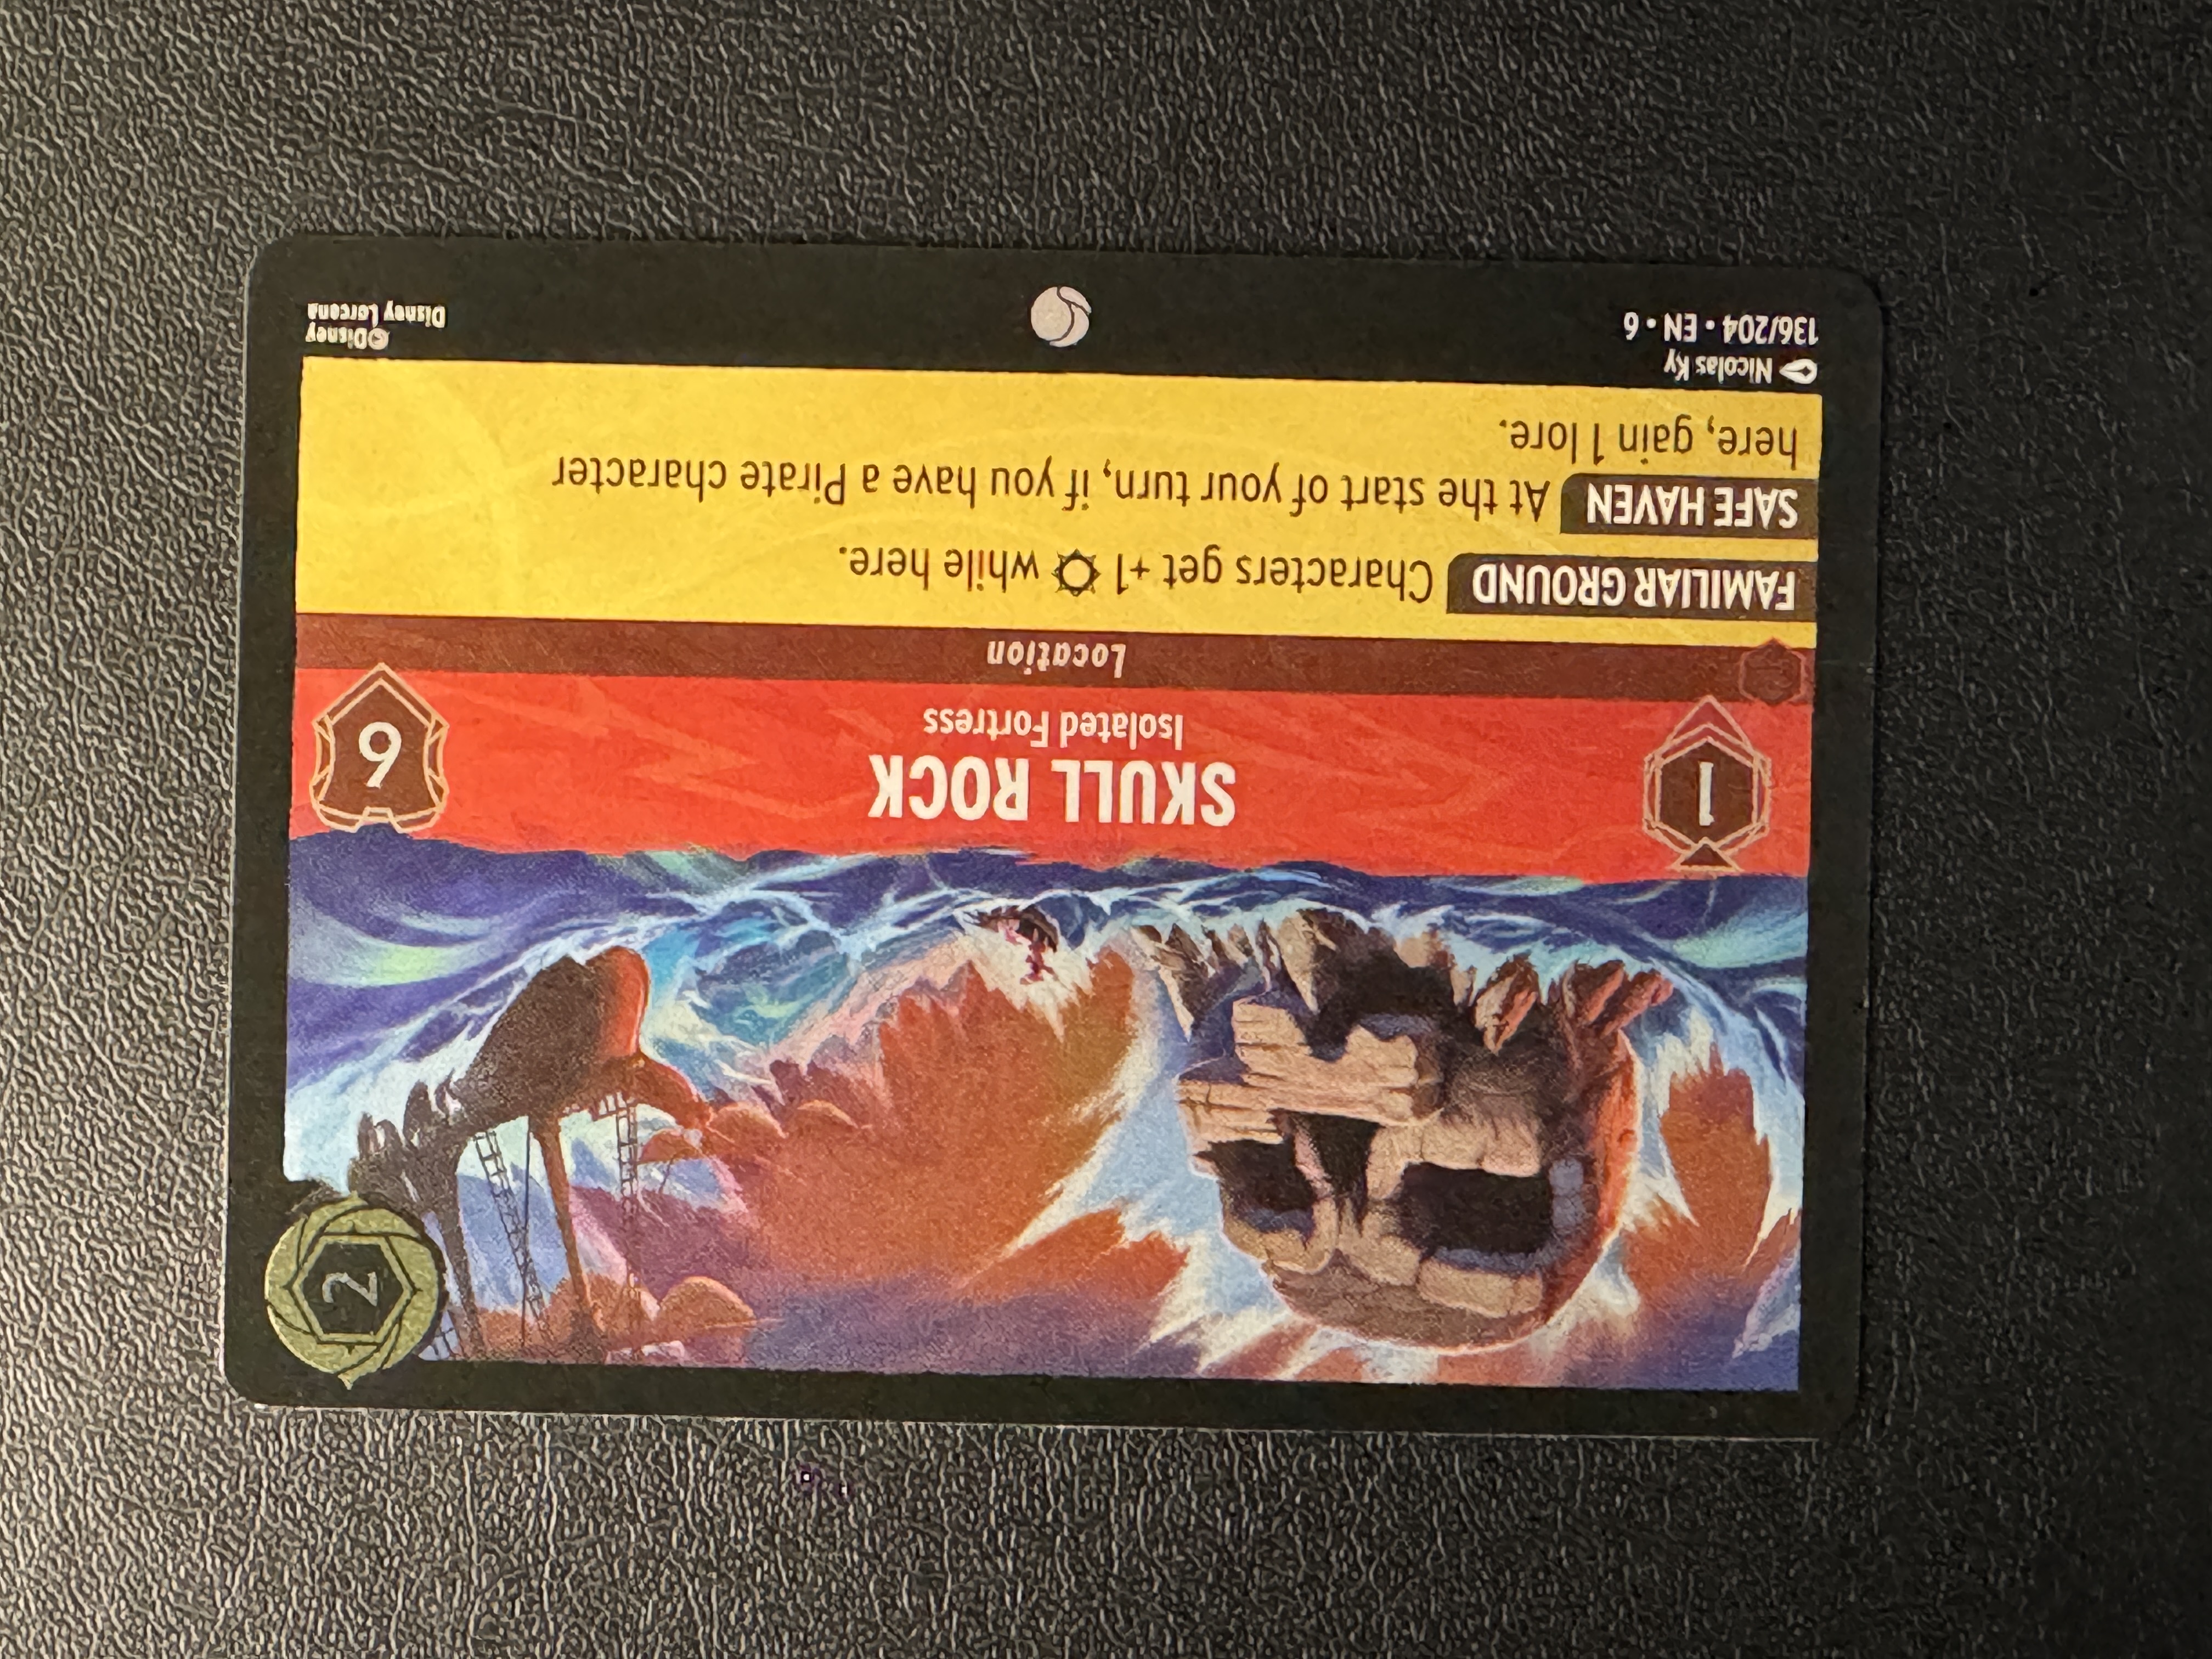 2
1
SKULL ROCK
Isolated Fortress
6
Location
FAMILIAR GROUND Characters get +1 while here.
SAFE HAVEN At the start of your turn, if you have a Pirate character
here, gain 1 lore.
Nicolas Ky
136/204 • EN • 6
©Disney
Disney Lorcana